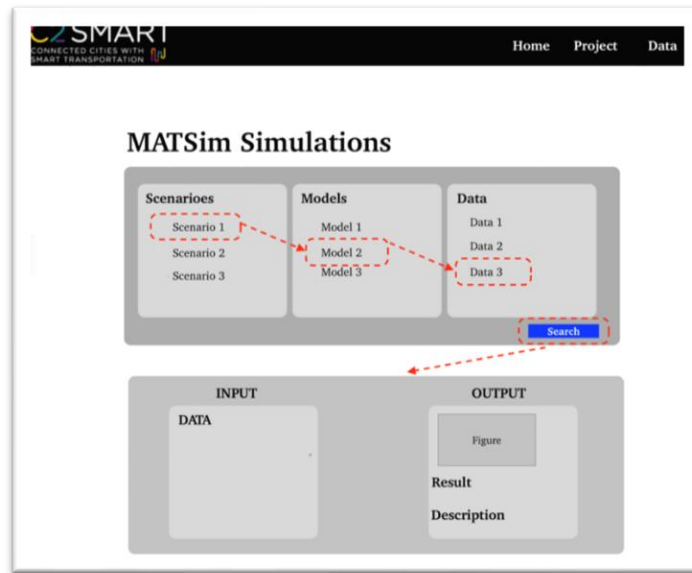 C2 SMART
CONNECTED CITIES WITH
SMART TRANSPORTATION
Home Project Data
MATSim Simulations
Scenarioes
Scenario 1
Scenario 2
Scenario 3
Models
Model 1
Model 2
Model 3
Data
Data 1
Data 2
Data 3
Search
INPUT
DATA
OUTPUT
Figure
Result
Description